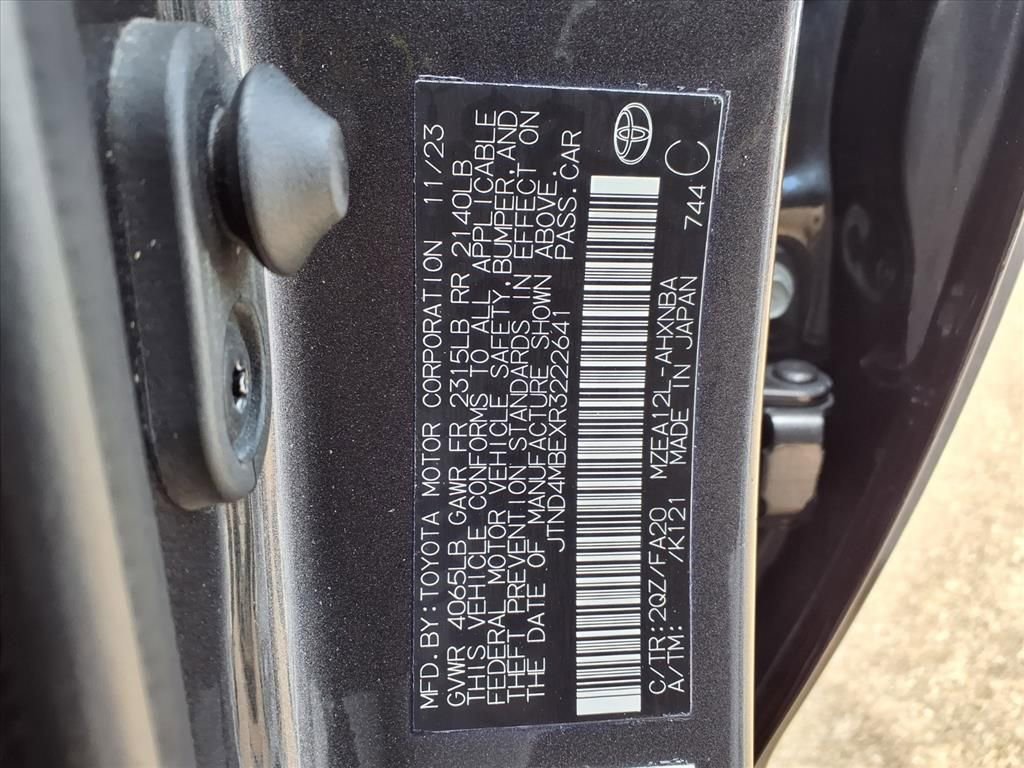 MFD.BY:TOYOTA MOTOR CORPORATION 11/23
GVWR 4065LB GAWR FR 2315LB RR 2140LB
THIS VEHICLE CONFORMS TO ALL APPLICABLE
FEDERAL MOTOR VEHICLE SAFETY,BUMPER,AND
THEFT PREVENTION STANDARDS IN EFFECT ON
THE DATE OF MANUFACTURE SHOWN ABOVE.
JTND4MBEXR3222641 PASS.CAR
C/TR:2QZ/FA20 MZEA12L-AHXNBA 744
A/TM: /K121 MADE IN JAPAN C